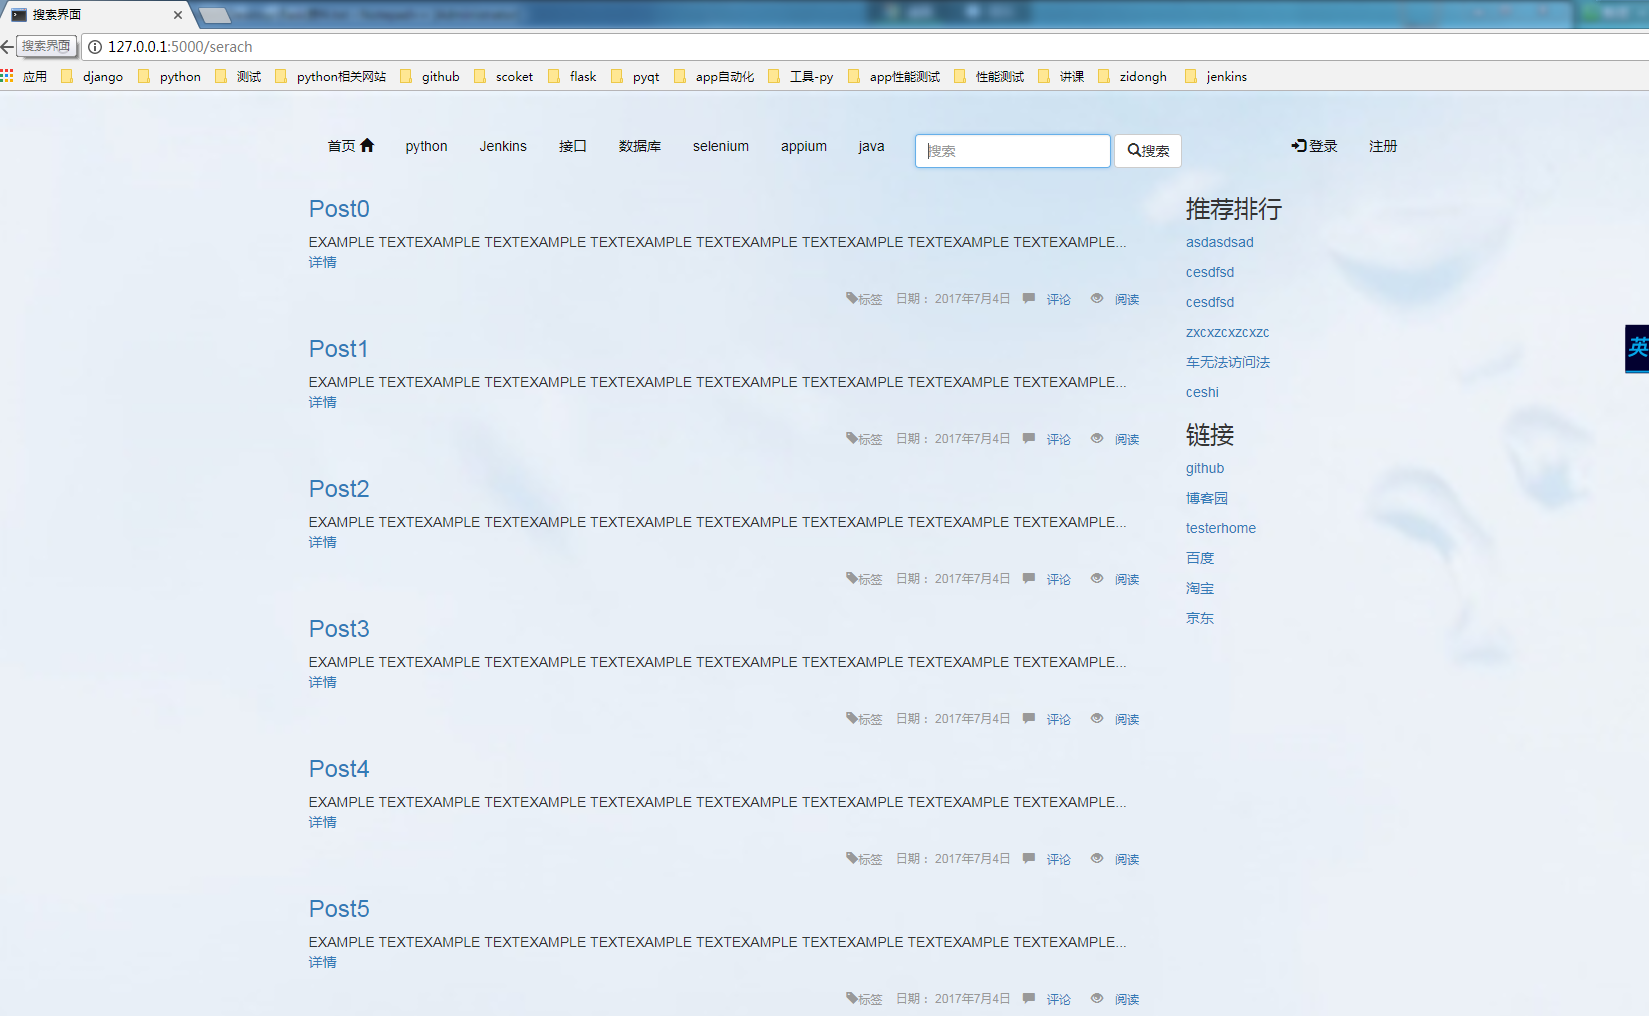 搜索界面
搜索界面
127.0.0.1:5000/serach
应用 django python 测试 python相关网站 github scoket flask pyqt app自动化 工具-py app性能测试 性能测试 讲课 zidongh jenkins
首页 python Jenkins 接口 数据库 selenium appium java 搜索 搜索 登录 注册
Post0
EXAMPLE TEXTEXAMPLE TEXTEXAMPLE TEXTEXAMPLE TEXTEXAMPLE TEXTEXAMPLE TEXTEXAMPLE TEXTEXAMPLE...
详情
标签 日期： 2017年7月4日 评论 阅读
Post1
EXAMPLE TEXTEXAMPLE TEXTEXAMPLE TEXTEXAMPLE TEXTEXAMPLE TEXTEXAMPLE TEXTEXAMPLE TEXTEXAMPLE...
详情
标签 日期： 2017年7月4日 评论 阅读
Post2
EXAMPLE TEXTEXAMPLE TEXTEXAMPLE TEXTEXAMPLE TEXTEXAMPLE TEXTEXAMPLE TEXTEXAMPLE TEXTEXAMPLE...
详情
标签 日期： 2017年7月4日 评论 阅读
Post3
EXAMPLE TEXTEXAMPLE TEXTEXAMPLE TEXTEXAMPLE TEXTEXAMPLE TEXTEXAMPLE TEXTEXAMPLE TEXTEXAMPLE...
详情
标签 日期： 2017年7月4日 评论 阅读
Post4
EXAMPLE TEXTEXAMPLE TEXTEXAMPLE TEXTEXAMPLE TEXTEXAMPLE TEXTEXAMPLE TEXTEXAMPLE TEXTEXAMPLE...
详情
标签 日期： 2017年7月4日 评论 阅读
Post5
EXAMPLE TEXTEXAMPLE TEXTEXAMPLE TEXTEXAMPLE TEXTEXAMPLE TEXTEXAMPLE TEXTEXAMPLE TEXTEXAMPLE...
详情
标签 日期： 2017年7月4日 评论 阅读
推荐排行
asdasdsad
cesdfsd
cesdfsd
zxcxzcxzcxzc
车无法访问法
ceshi
链接
github
博客园
testerhome
百度
淘宝
京东
英